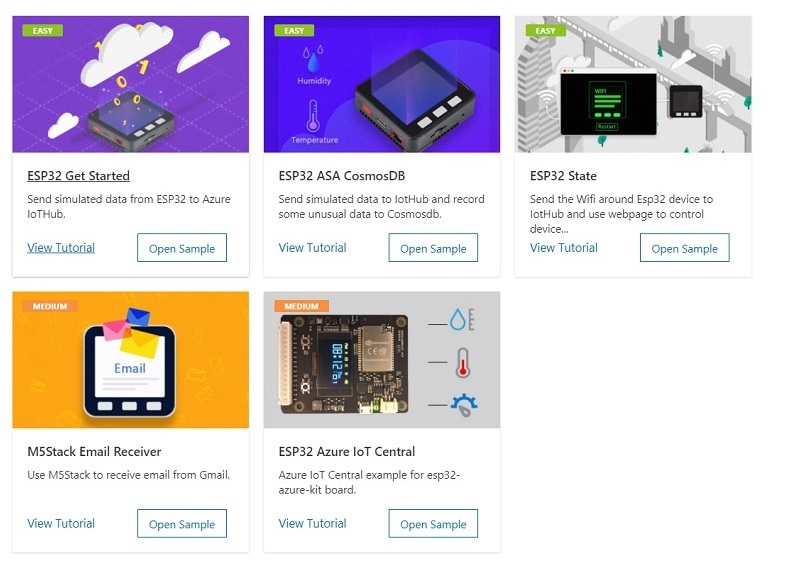 EASY
EASY
EASY
Humidity
Temperature
WIFI
Restart
ESP32 Get Started
Send simulated data from ESP32 to Azure
IoTHub.
View Tutorial
Open Sample
ESP32 ASA CosmosDB
Send simulated data to IotHub and record
some unusual data to Cosmosdb.
View Tutorial
Open Sample
ESP32 State
Send the Wifi around Esp32 device to
IotHub and use webpage to control
device...
View Tutorial
Open Sample
MEDIUM
Email
M5Stack Email Receiver
Use M5Stack to receive email from Gmail.
View Tutorial
Open Sample
MEDIUM
ESP32 Azure IoT Central
Azure IoT Central example for esp32-
azure-kit board.
View Tutorial
Open Sample